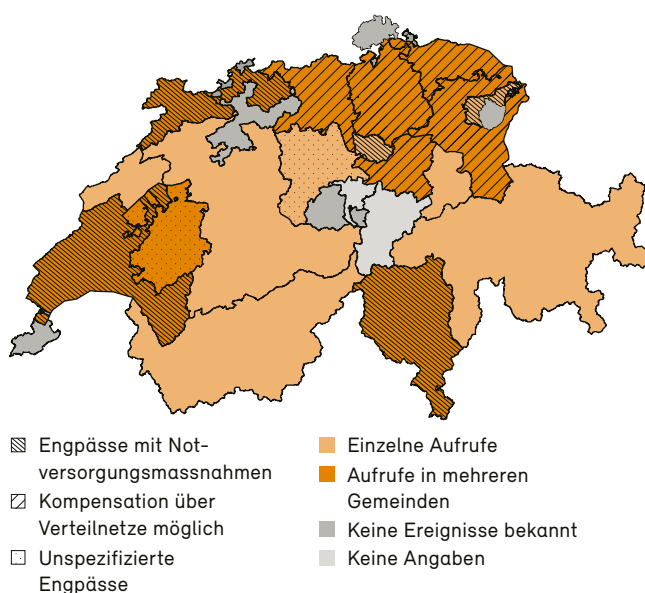 Engpässe mit Not-
versorgungsmassnahmen
Kompensation über
Verteilnetze möglich
Unspezifizierte
Engpässe
Einzelne Aufrufe
Aufrufe in mehreren
Gemeinden
Keine Ereignisse bekannt
Keine Angaben